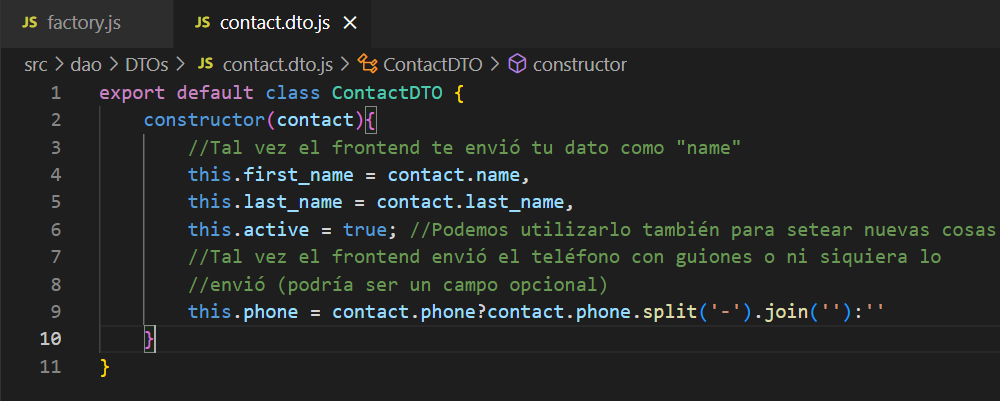 JS factory.js JS contact.dto.js ×
src > dao > DTOs > JS contact.dto.js > ContactDTO > constructor
1 export default class ContactDTO {
2 constructor(contact){
3 //Tal vez el frontend te envió tu dato como "name"
4 this.first_name = contact.name,
5 this.last_name = contact.last_name,
6 this.active = true; //Podemos utilizarlo también para setear nuevas cosas
7 //Tal vez el frontend envió el teléfono con guiones o ni siquiera lo
8 //envió (podría ser un campo opcional)
9 this.phone = contact.phone?contact.phone.split('-').join(''):''
10 }
11 }